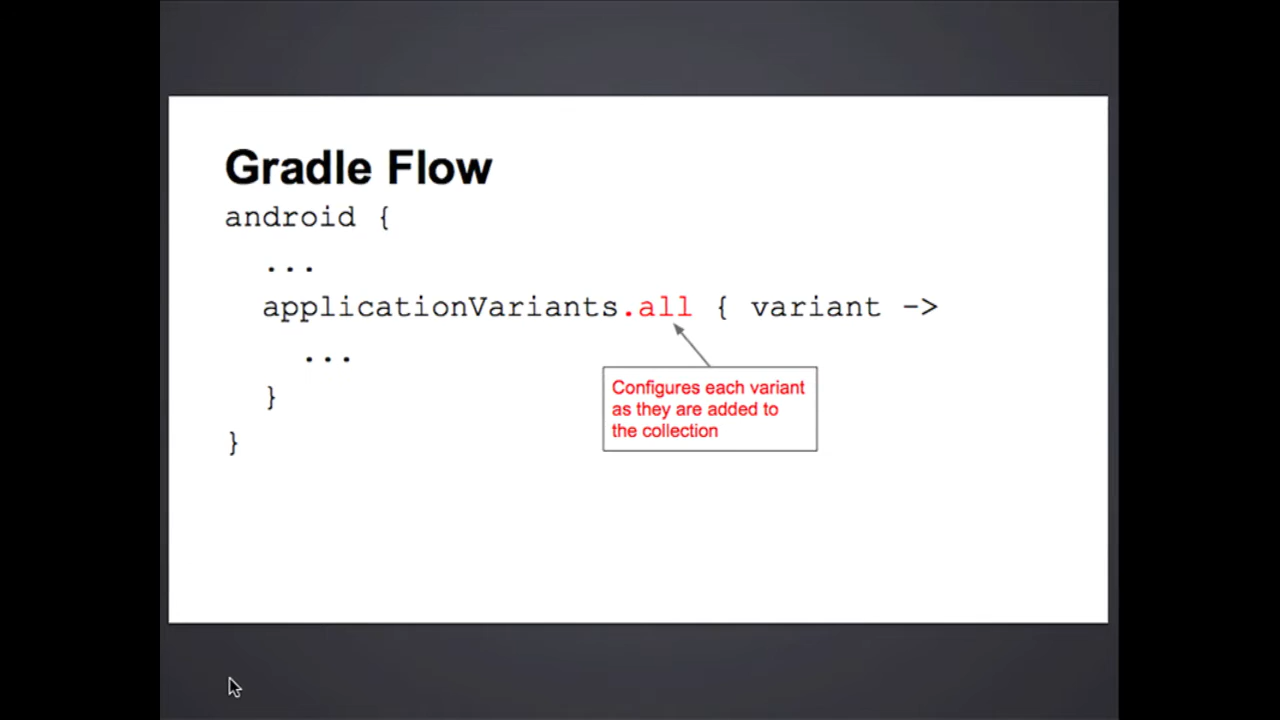 Gradle Flow
android {
...
applicationVariants.all { variant ->
...
}
}
Configures each variant
as they are added to
the collection